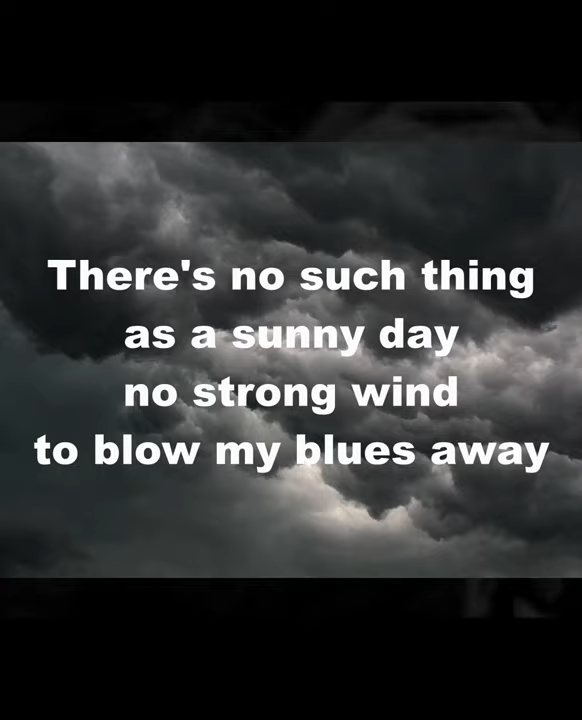 There's no such thing
as a sunny day
no strong wind
to blow my blues away